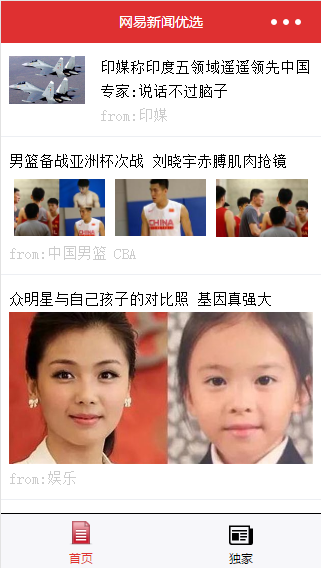 网易新闻优选
印媒称印度五领域遥遥领先中国
专家:说话不过脑子
from:印媒
男篮备战亚洲杯次战 刘晓宇赤膊肌肉抢镜
CHINA
from:中国男篮 CBA
众明星与自己孩子的对比照 基因真强大
from:娱乐
首页
独家